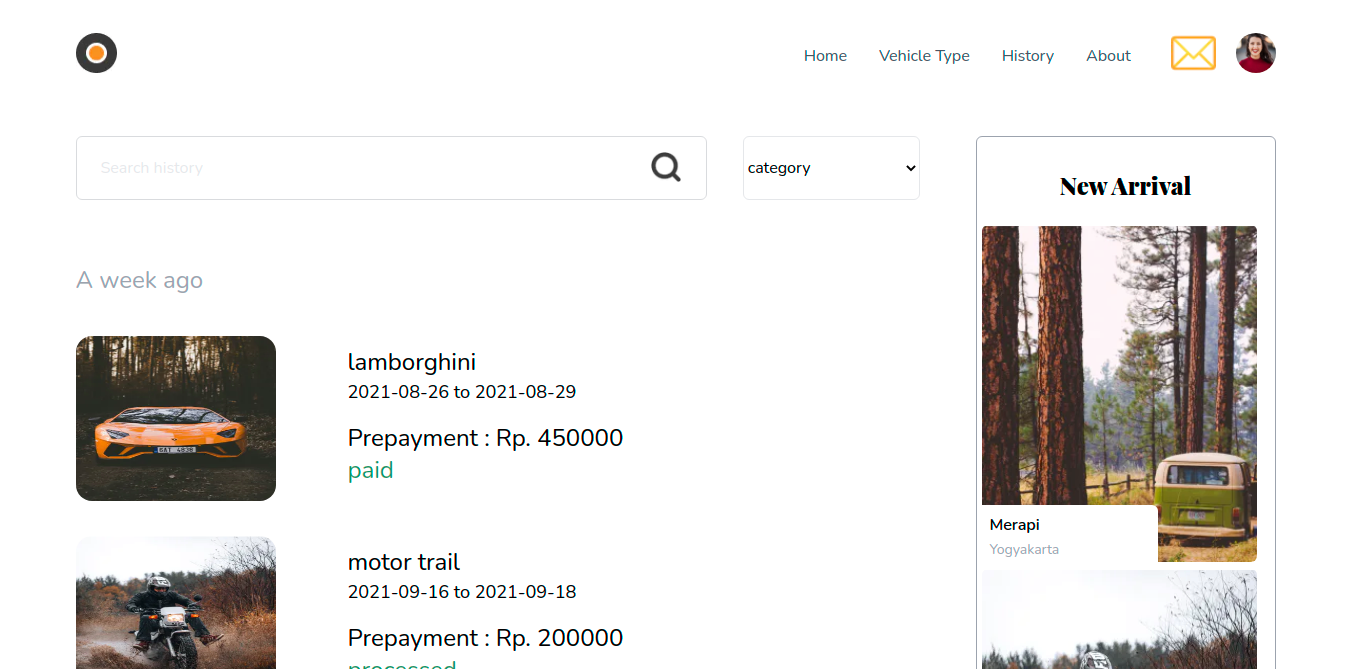 Home
Vehicle Type
History
About
Search history
category
New Arrival
A week ago
lamborghini
2021-08-26 to 2021-08-29
Prepayment : Rp. 450000
paid
Merapi
Yogyakarta
motor trail
2021-09-16 to 2021-09-18
Prepayment : Rp. 200000
processed